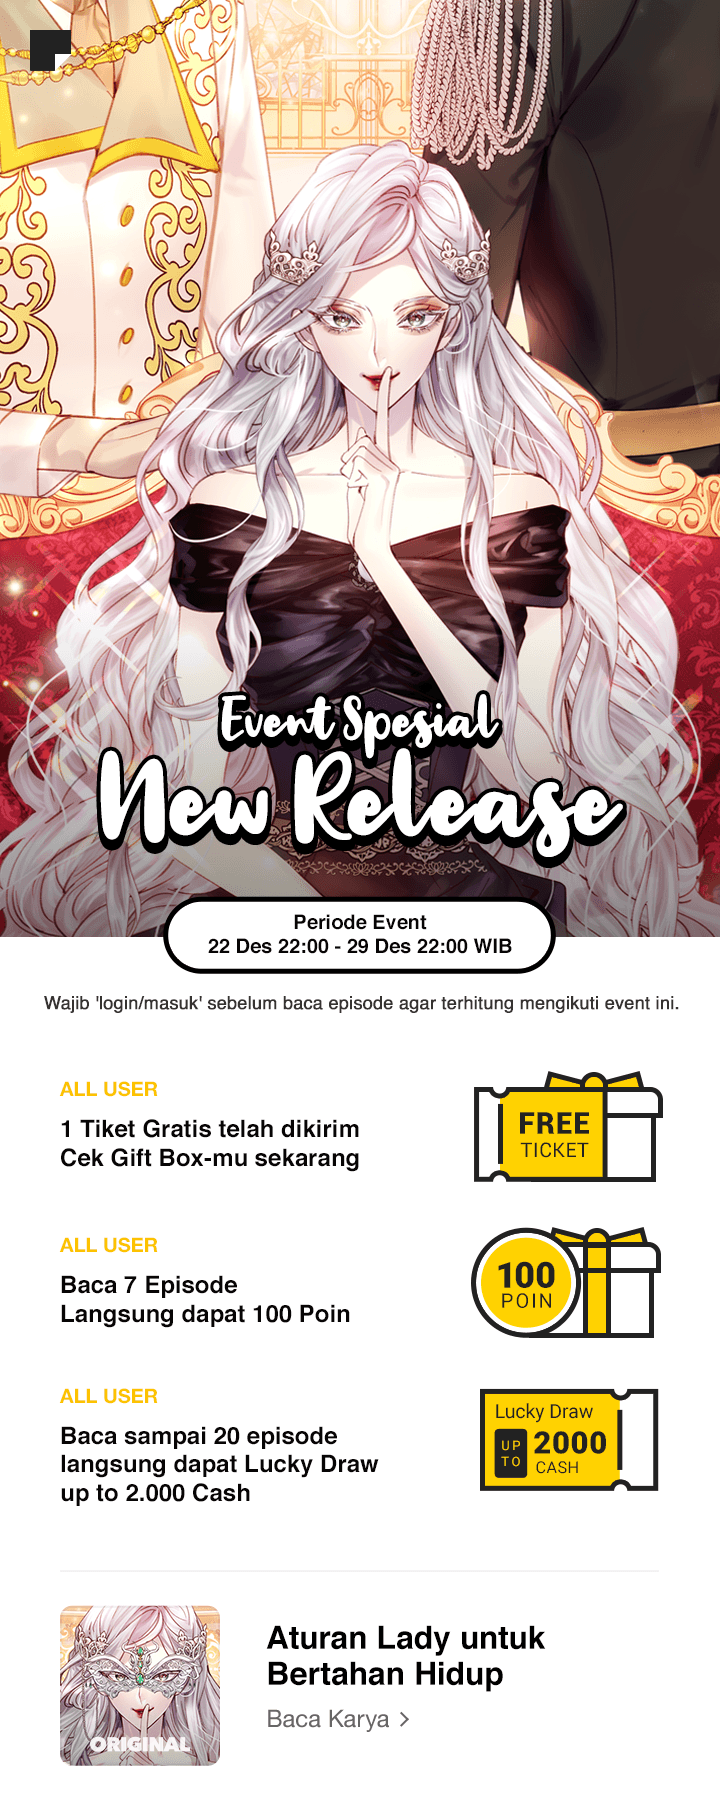 Event Spesial
New Release
Periode Event
22 Des 22:00 - 29 Des 22:00 WIB
Wajib 'login/masuk' sebelum baca episode agar terhitung mengikuti event ini.
ALL USER
1 Tiket Gratis telah dikirim
Cek Gift Box-mu sekarang
FREE
TICKET
ALL USER
Baca 7 Episode
Langsung dapat 100 Poin
100
POIN
ALL USER
Baca sampai 20 episode
langsung dapat Lucky Draw
up to 2.000 Cash
Lucky Draw
UP TO
2000
CASH
Aturan Lady untuk
Bertahan Hidup
Baca Karya >
ORIGINAL